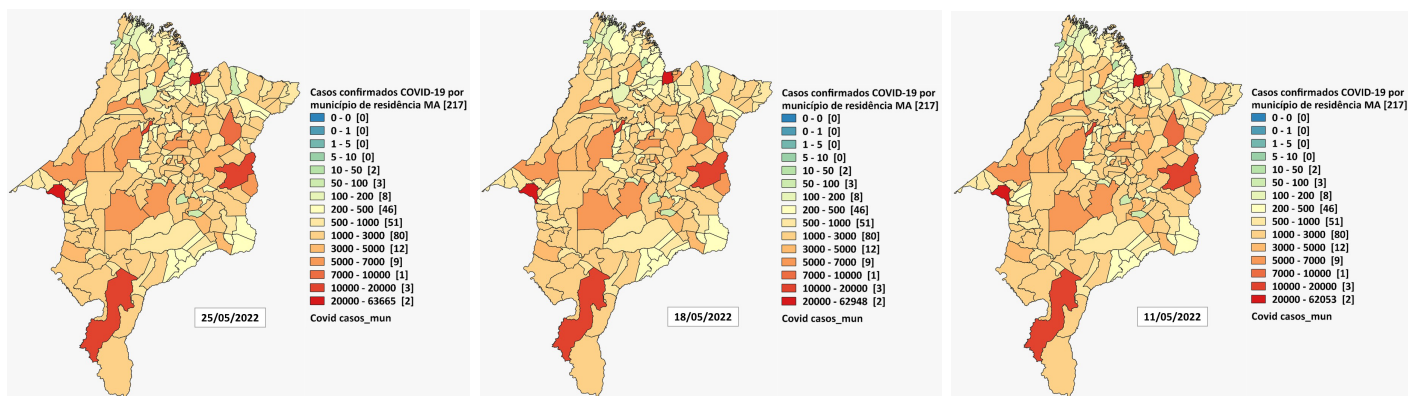 Casos confirmados COVID-19 por
município de residência MA [217]
0 - 0 [0]
0 - 1 [0]
1 - 5 [0]
5 - 10 [0]
10 - 50 [2]
50 - 100 [3]
100 - 200 [8]
200 - 500 [46]
500 - 1000 [51]
1000 - 3000 [80]
3000 - 5000 [12]
5000 - 7000 [9]
7000 - 10000 [1]
10000 - 20000 [3]
20000 - 63665 [2]
Covid casos_mun
25/05/2022
Casos confirmados COVID-19 por
município de residência MA [217]
0 - 0 [0]
0 - 1 [0]
1 - 5 [0]
5 - 10 [0]
10 - 50 [2]
50 - 100 [3]
100 - 200 [8]
200 - 500 [46]
500 - 1000 [51]
1000 - 3000 [80]
3000 - 5000 [12]
5000 - 7000 [9]
7000 - 10000 [1]
10000 - 20000 [3]
20000 - 62948 [2]
Covid casos_mun
18/05/2022
Casos confirmados COVID-19 por
município de residência MA [217]
0 - 0 [0]
0 - 1 [0]
1 - 5 [0]
5 - 10 [0]
10 - 50 [2]
50 - 100 [3]
100 - 200 [8]
200 - 500 [46]
500 - 1000 [51]
1000 - 3000 [80]
3000 - 5000 [12]
5000 - 7000 [9]
7000 - 10000 [1]
10000 - 20000 [3]
20000 - 62053 [2]
Covid casos_mun
11/05/2022